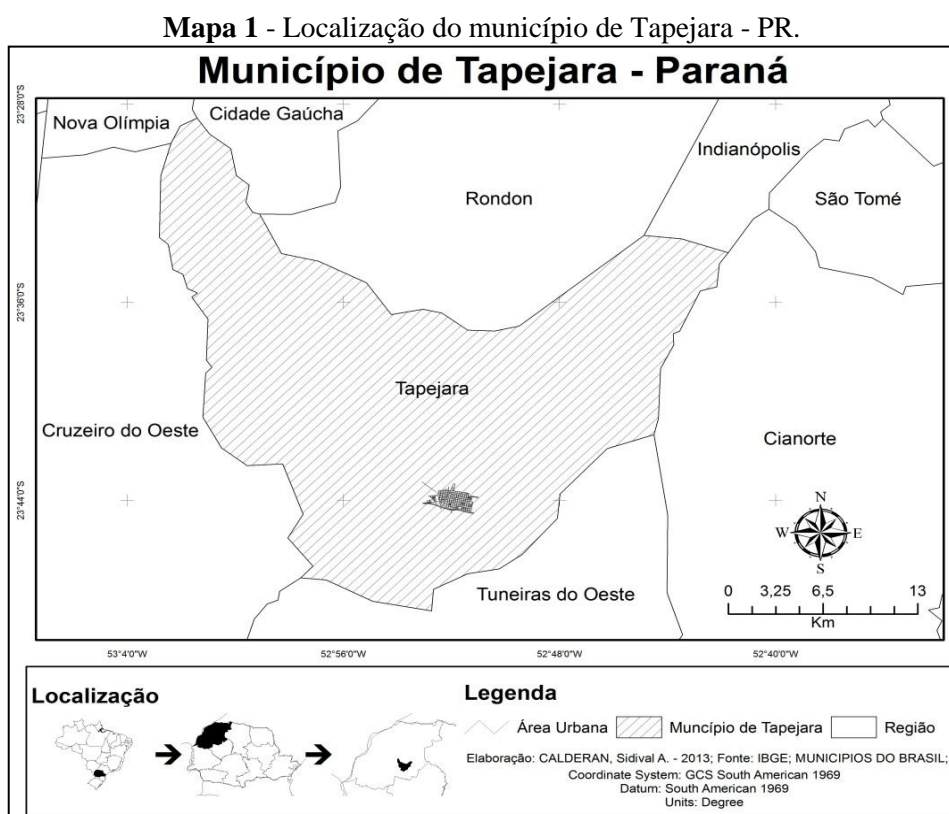 Mapa 1 - Localização do município de Tapejara - PR.
Município de Tapejara - Paraná
23°28'0"S
Nova Olímpia
Cidade Gaúcha
Indianópolis
Rondon
São Tomé
23°36'0"S
Tapejara
Cruzeiro do Oeste
Cianorte
23°44'0"S
N
W E
S
Tuneiras do Oeste
0 3,25 6,5 13
Km
53°4'0"W 52°56'0"W 52°48'0"W 52°40'0"W
Localização
Legenda
Área Urbana Muncípio de Tapejara Região
Elaboração: CALDERAN, Sidival A. - 2013; Fonte: IBGE; MUNICIPIOS DO BRASIL;
Coordinate System: GCS South American 1969
Datum: South American 1969
Units: Degree